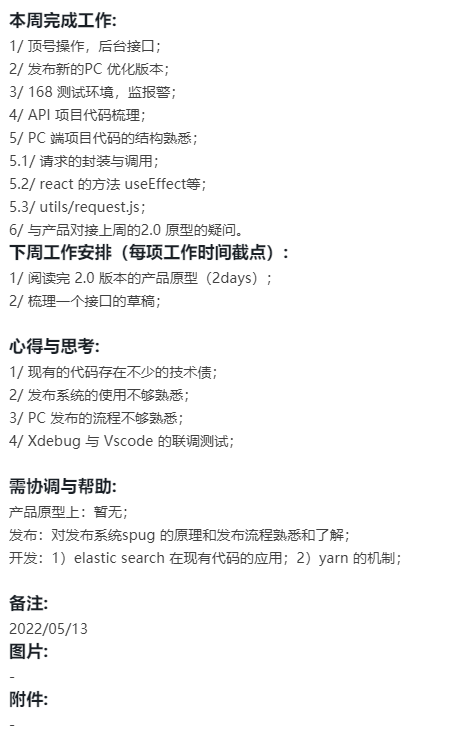 本周完成工作:
1/ 顶号操作，后台接口；
2/ 发布新的PC 优化版本；
3/ 168 测试环境，监报警；
4/ API 项目代码梳理；
5/ PC 端项目代码的结构熟悉；
5.1/ 请求的封装与调用；
5.2/ react 的方法 useEffect等；
5.3/ utils/request.js；
6/ 与产品对接上周的2.0 原型的疑问。
下周工作安排（每项工作时间截点）:
1/ 阅读完 2.0 版本的产品原型（2days）；
2/ 梳理一个接口的草稿；
心得与思考:
1/ 现有的代码存在不少的技术债；
2/ 发布系统的使用不够熟悉；
3/ PC 发布的流程不够熟悉；
4/ Xdebug 与 Vscode 的联调测试；
需协调与帮助:
产品原型上：暂无；
发布：对发布系统spug 的原理和发布流程熟悉和了解；
开发：1）elastic search 在现有代码的应用；2）yarn 的机制；
备注:
2022/05/13
图片:
-
附件:
-